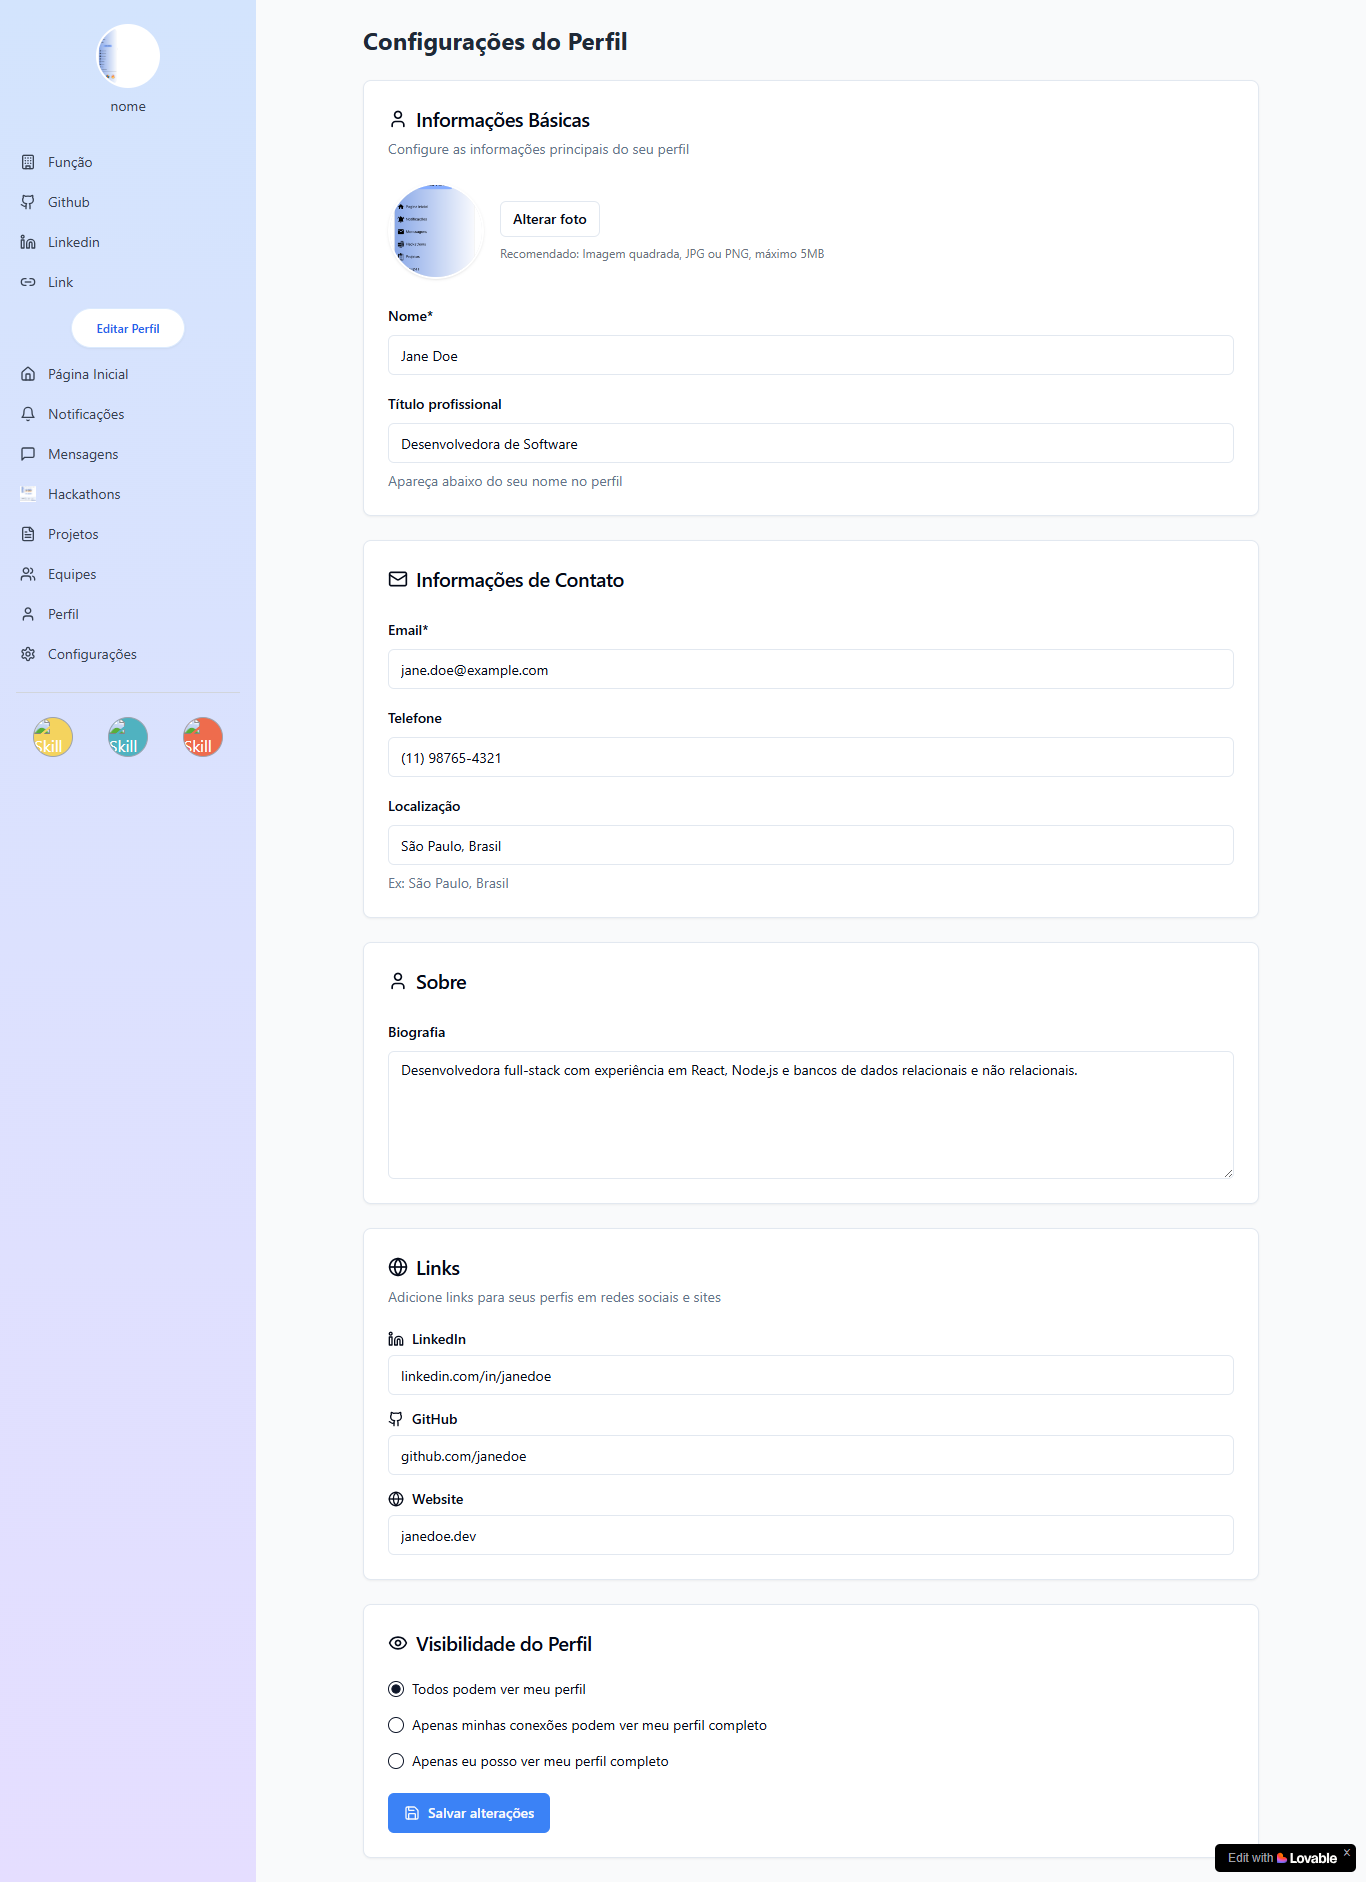 nome
Função
Github
Linkedin
Link
Editar Perfil
Página Inicial
Notificações
Mensagens
Hackathons
Projetos
Equipes
Perfil
Configurações
Skill
Skill
Skill
Configurações do Perfil
Informações Básicas
Configure as informações principais do seu perfil
Alterar foto
Recomendado: Imagem quadrada, JPG ou PNG, máximo 5MB
Nome*
Jane Doe
Título profissional
Desenvolvedora de Software
Apareça abaixo do seu nome no perfil
Informações de Contato
Email*
jane.doe@example.com
Telefone
(11) 98765-4321
Localização
São Paulo, Brasil
Ex: São Paulo, Brasil
Sobre
Biografia
Desenvolvedora full-stack com experiência em React, Node.js e bancos de dados relacionais e não relacionais.
Links
Adicione links para seus perfis em redes sociais e sites
LinkedIn
linkedin.com/in/janedoe
GitHub
github.com/janedoe
Website
janedoe.dev
Visibilidade do Perfil
Todos podem ver meu perfil
Apenas minhas conexões podem ver meu perfil completo
Apenas eu posso ver meu perfil completo
Salvar alterações
Edit with Lovable x